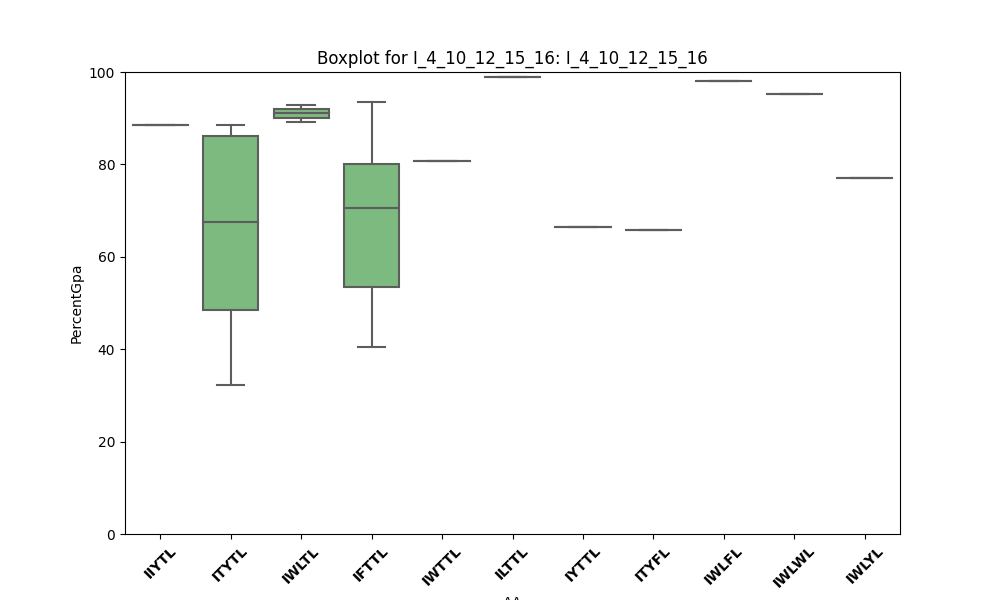 Boxplot for I_4_10_12_15_16: I_4_10_12_15_16
100
80
60
40
20
0
PercentGpa
IIYTL
ITYTL
IWLTL
IFTTL
IWTTL
ILTTL
IYTTL
ITYFL
IWLFL
IWLWL
IWLYL